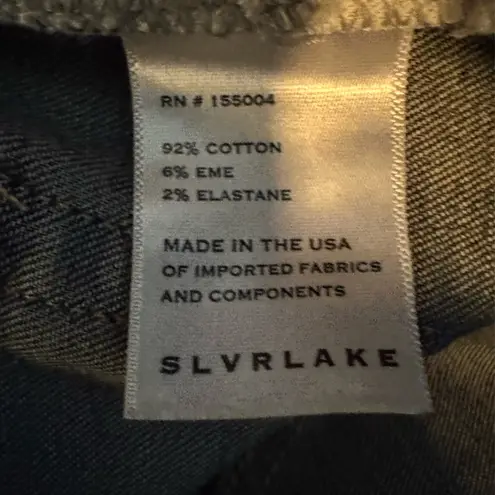 RN # 155004
92% COTTON
6% EME
2% ELASTANE
MADE IN THE USA
OF IMPORTED FABRICS
AND COMPONENTS
SLVRLAKE